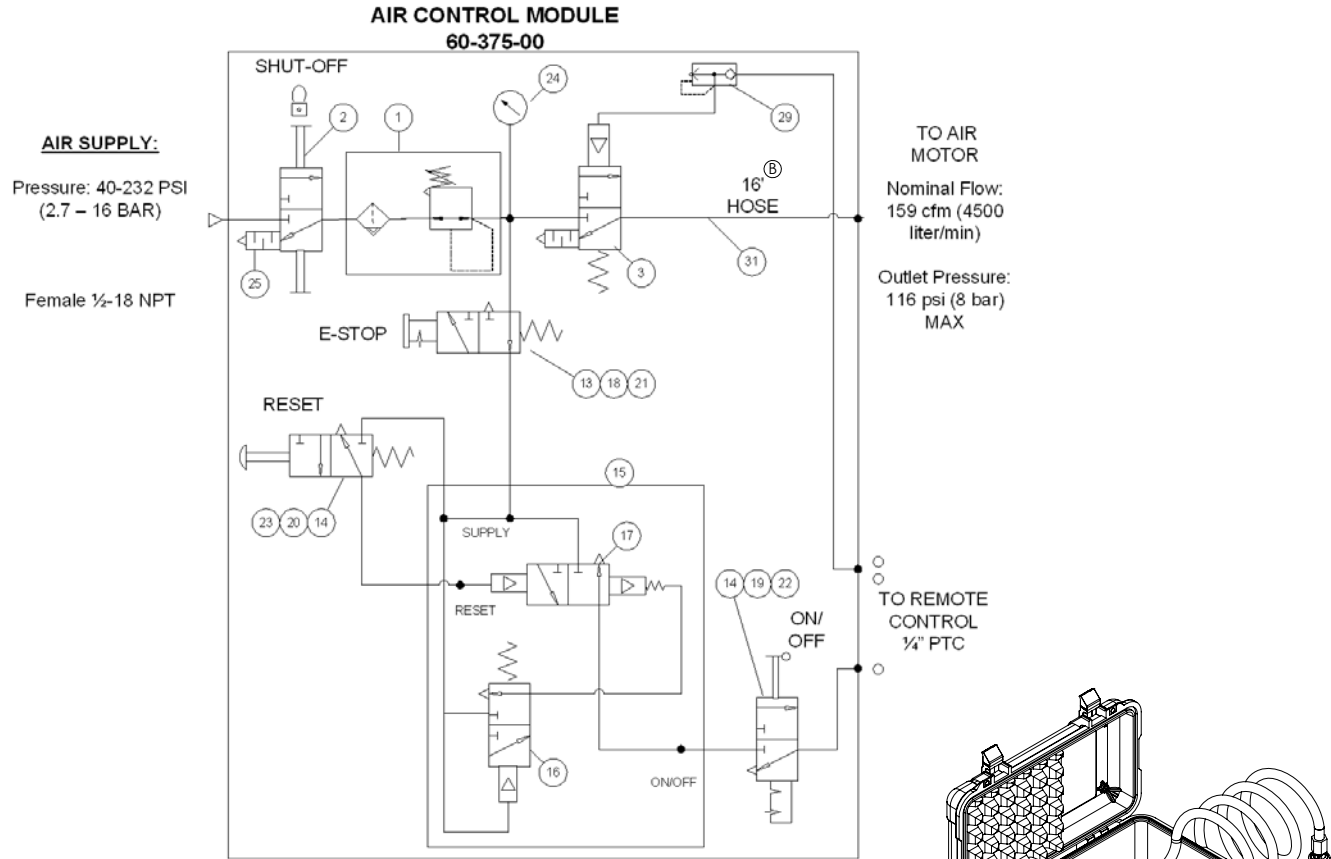 AIR CONTROL MODULE
60-375-00
SHUT-OFF
24
2
1
29
AIR SUPPLY:
Pressure: 40-232 PSI
(2.7 – 16 BAR)
Female ½-18 NPT
25
3
16' B
HOSE
31
TO AIR
MOTOR
Nominal Flow:
159 cfm (4500
liter/min)
Outlet Pressure:
116 psi (8 bar)
MAX
E-STOP
13 18 21
RESET
23 20 14
15
SUPPLY
17
RESET
14 19 22
ON/
OFF
TO REMOTE
CONTROL
¼" PTC
16
ON/OFF